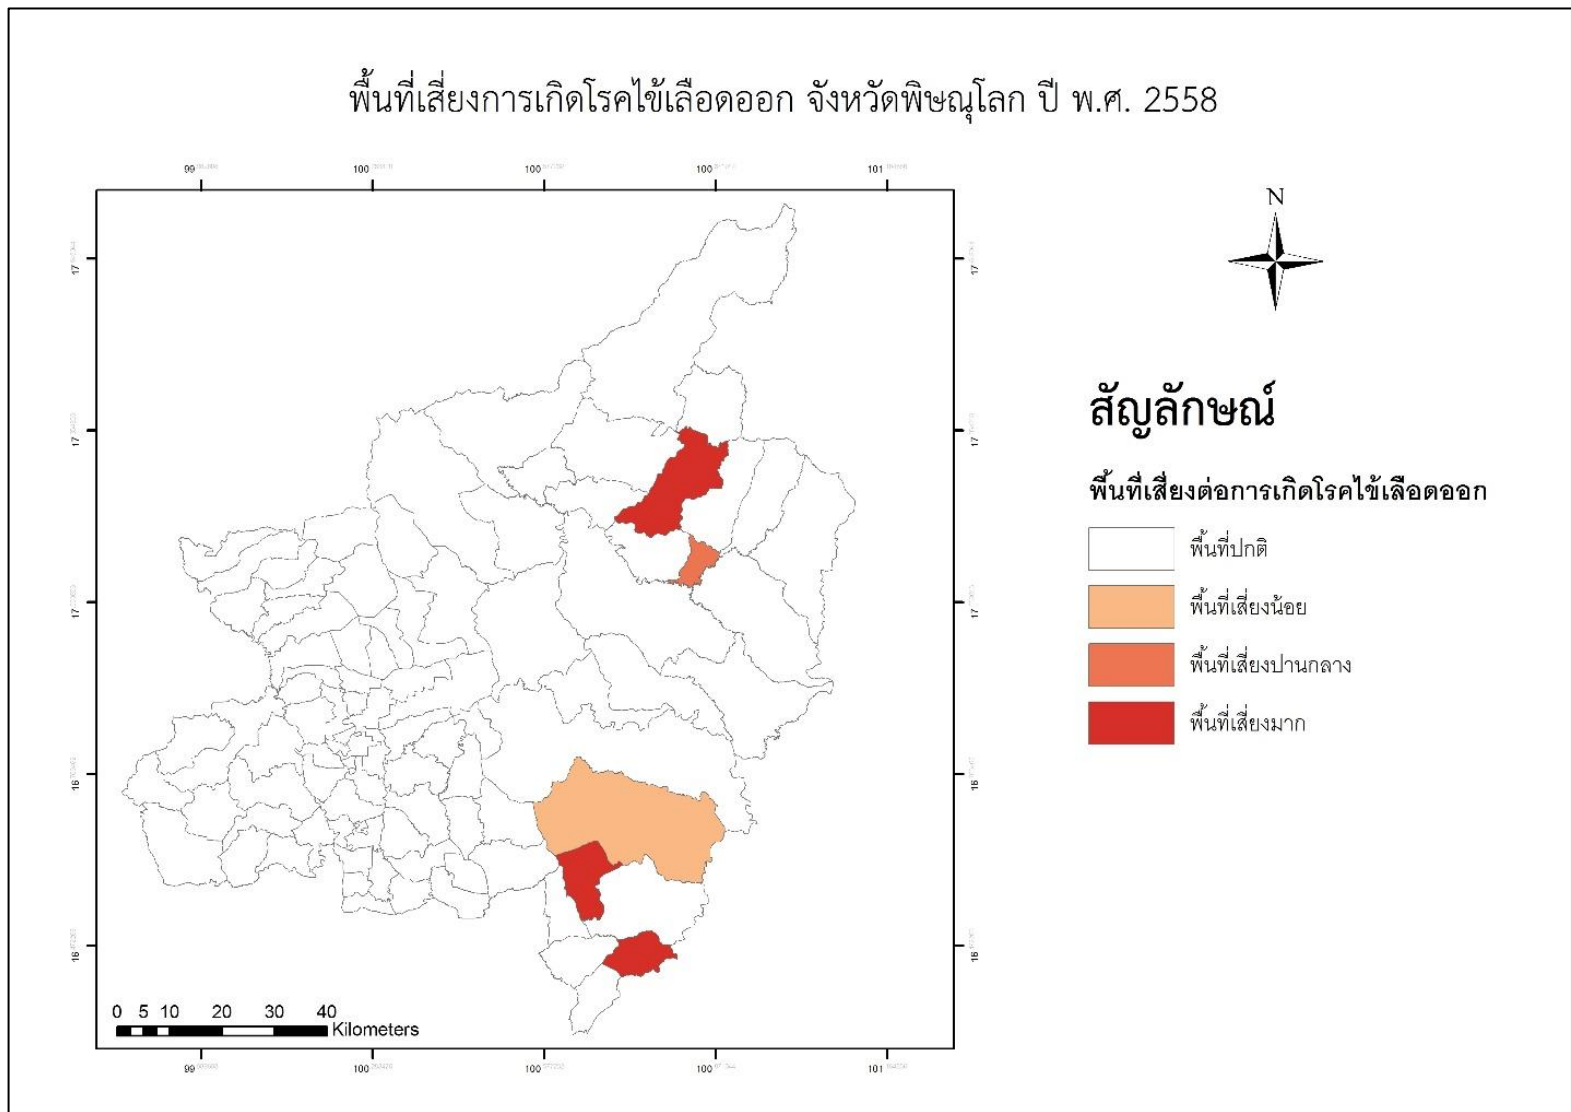 พื้นที่เสี่ยงการเกิดโรคไข้เลือดออก จังหวัดพิษณุโลก ปี พ.ศ. 2558
99 100 100 100 101
N
17 17
17 17
สัญลักษณ์
พื้นที่เสี่ยงต่อการเกิดโรคไข้เลือดออก
พื้นที่ปกติ
พื้นที่เสี่ยงน้อย
พื้นที่เสี่ยงปานกลาง
พื้นที่เสี่ยงมาก
17 17
16 16
16 16
0 5 10 20 30 40
Kilometers
99 100 100 100 101